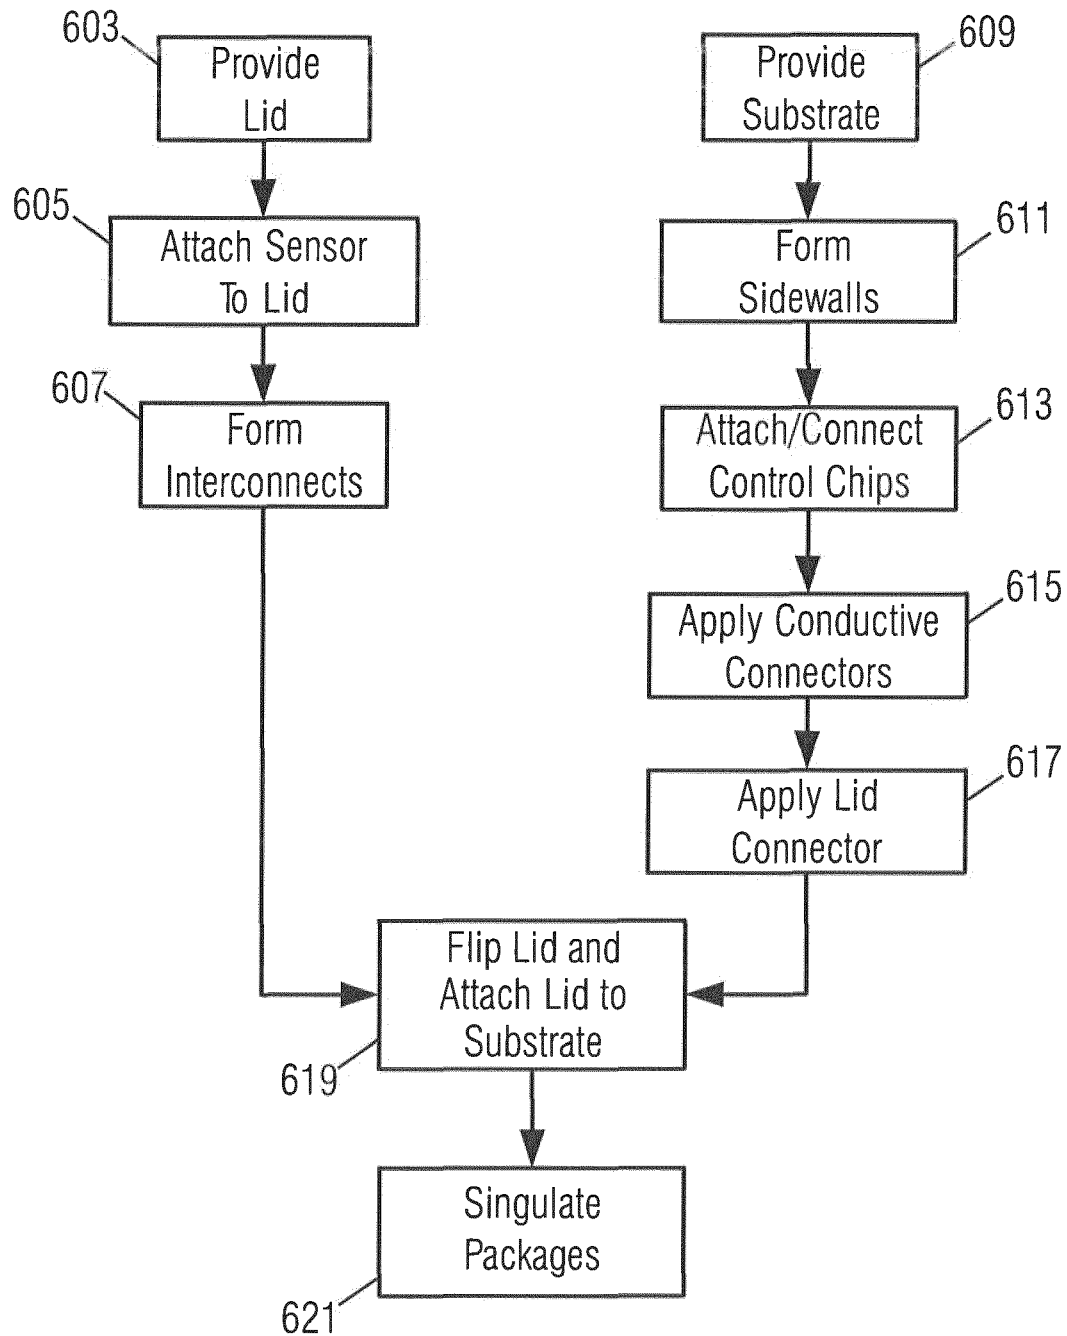 603
Provide
Lid
605
Attach Sensor
To Lid
607
Form
Interconnects
609
Provide
Substrate
611
Form
Sidewalls
613
Attach/Connect
Control Chips
615
Apply Conductive
Connectors
617
Apply Lid
Connector
Flip Lid and
Attach Lid to
Substrate
619
Singulate
Packages
621